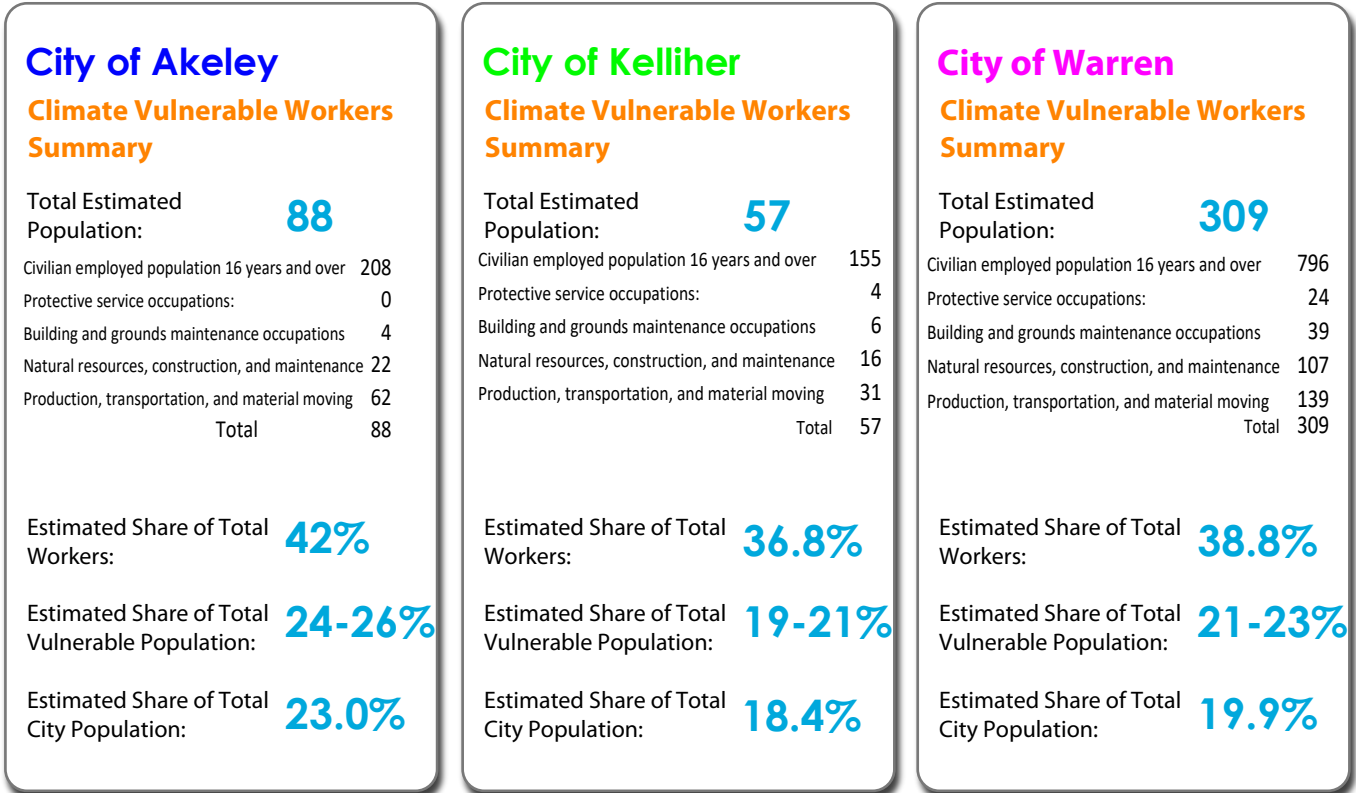 City of Akeley
Climate Vulnerable Workers
Summary
Total Estimated
Population:
88
Civilian employed population 16 years and over 208
Protective service occupations: 0
Building and grounds maintenance occupations 4
Natural resources, construction, and maintenance 22
Production, transportation, and material moving 62
Total 88
Estimated Share of Total
Workers:
42%
Estimated Share of Total
Vulnerable Population:
24-26%
Estimated Share of Total
City Population:
23.0%
City of Kelliher
Climate Vulnerable Workers
Summary
Total Estimated
Population:
57
Civilian employed population 16 years and over 155
Protective service occupations: 4
Building and grounds maintenance occupations 6
Natural resources, construction, and maintenance 16
Production, transportation, and material moving 31
Total 57
Estimated Share of Total
Workers:
36.8%
Estimated Share of Total
Vulnerable Population:
19-21%
Estimated Share of Total
City Population:
18.4%
City of Warren
Climate Vulnerable Workers
Summary
Total Estimated
Population:
309
Civilian employed population 16 years and over 796
Protective service occupations: 24
Building and grounds maintenance occupations 39
Natural resources, construction, and maintenance 107
Production, transportation, and material moving 139
Total 309
Estimated Share of Total
Workers:
38.8%
Estimated Share of Total
Vulnerable Population:
21-23%
Estimated Share of Total
City Population:
19.9%